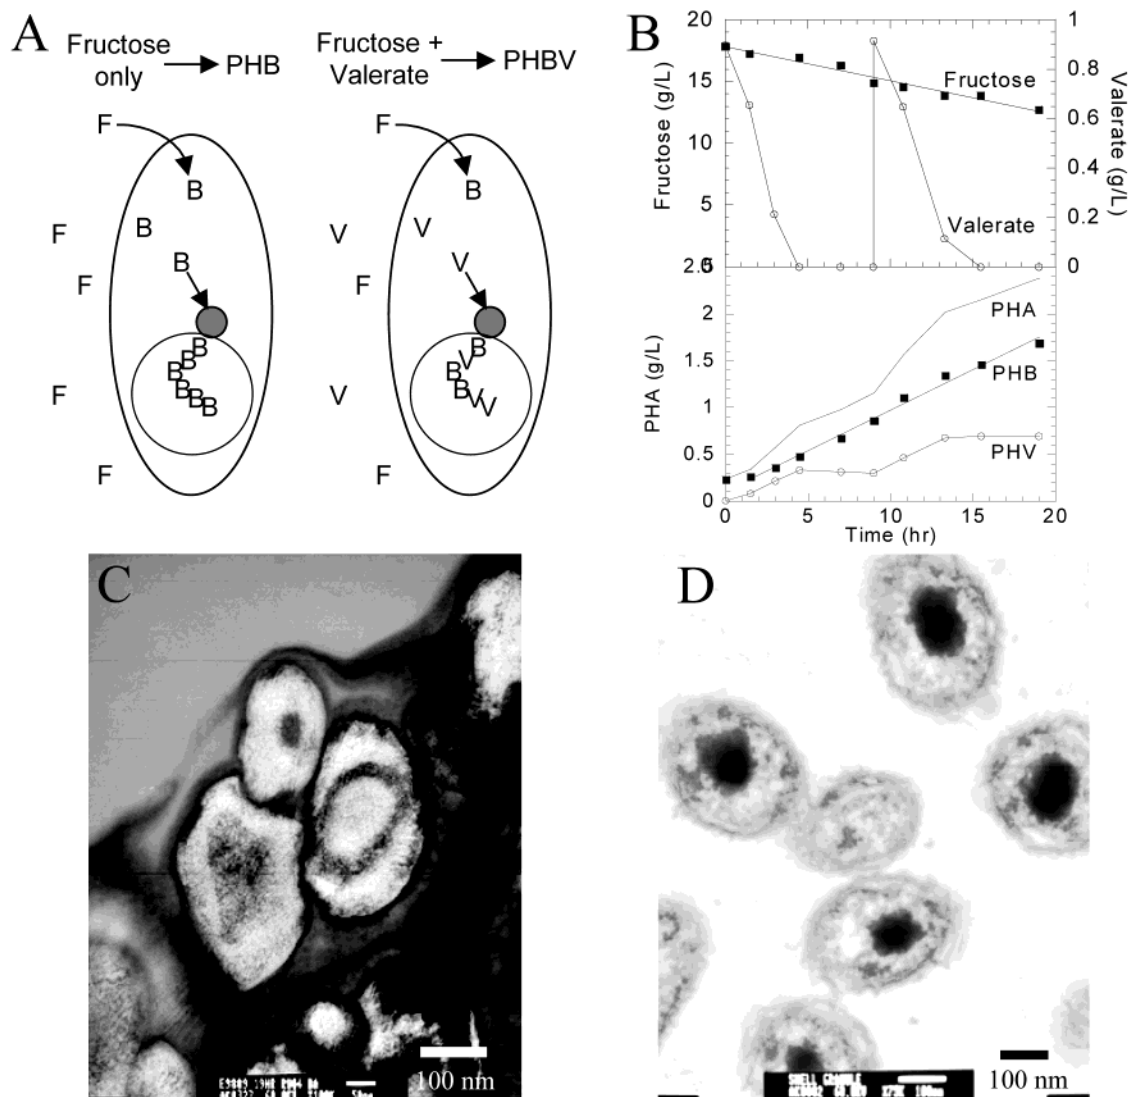 A
Fructose only → PHB
Fructose + Valerate → PHBV
F
F
B
B
B
V
V
F
B
V
F
V
F
F
B
B
B
B
B
B
B
V
B
B
V
V
F
V
F
F
B
Fructose (g/L)
20
15
10
5
0
Valerate (g/L)
1
0.8
0.6
0.4
0.2
0
Fructose
Valerate
PHA (g/L)
2.5
2
1.5
1
0.5
0
PHA
PHB
PHV
0
5
10
15
20
Time (hr)
C
100 nm
D
SHELL GRANULE
100 nm